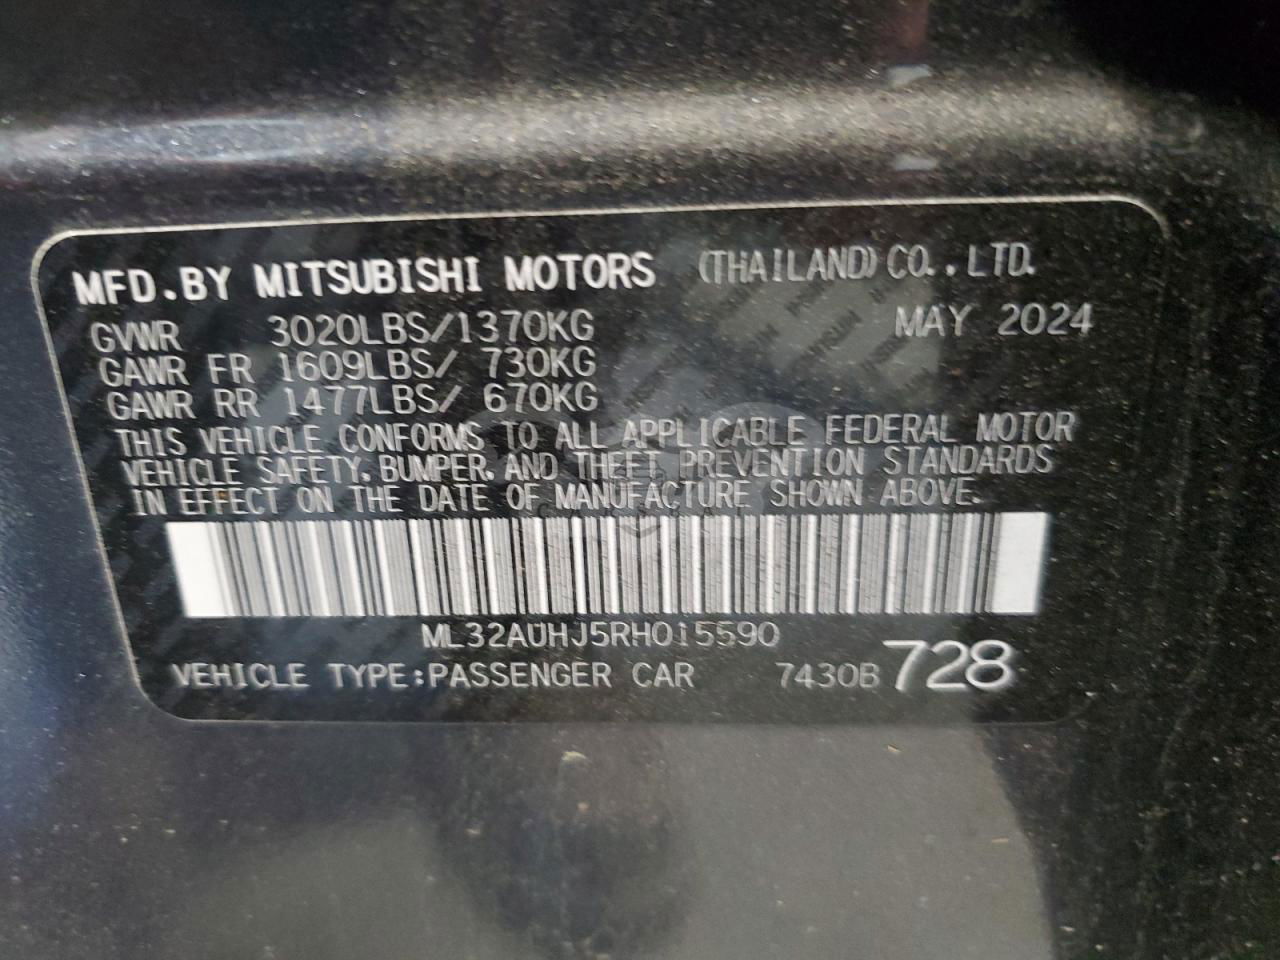 MFD.BY MITSUBISHI MOTORS (THAILAND) CO.,LTD.
GVWR 3020LBS/1370KG MAY 2024
GAWR FR 1609LBS/ 730KG
GAWR RR 1477LBS/ 670KG
THIS VEHICLE CONFORMS TO ALL APPLICABLE FEDERAL MOTOR
VEHICLE SAFETY, BUMPER, AND THEFT PREVENTION STANDARDS
IN EFFECT ON THE DATE OF MANUFACTURE SHOWN ABOVE.
ML32AUHJ5RH015590
VEHICLE TYPE:PASSENGER CAR 7430B 728